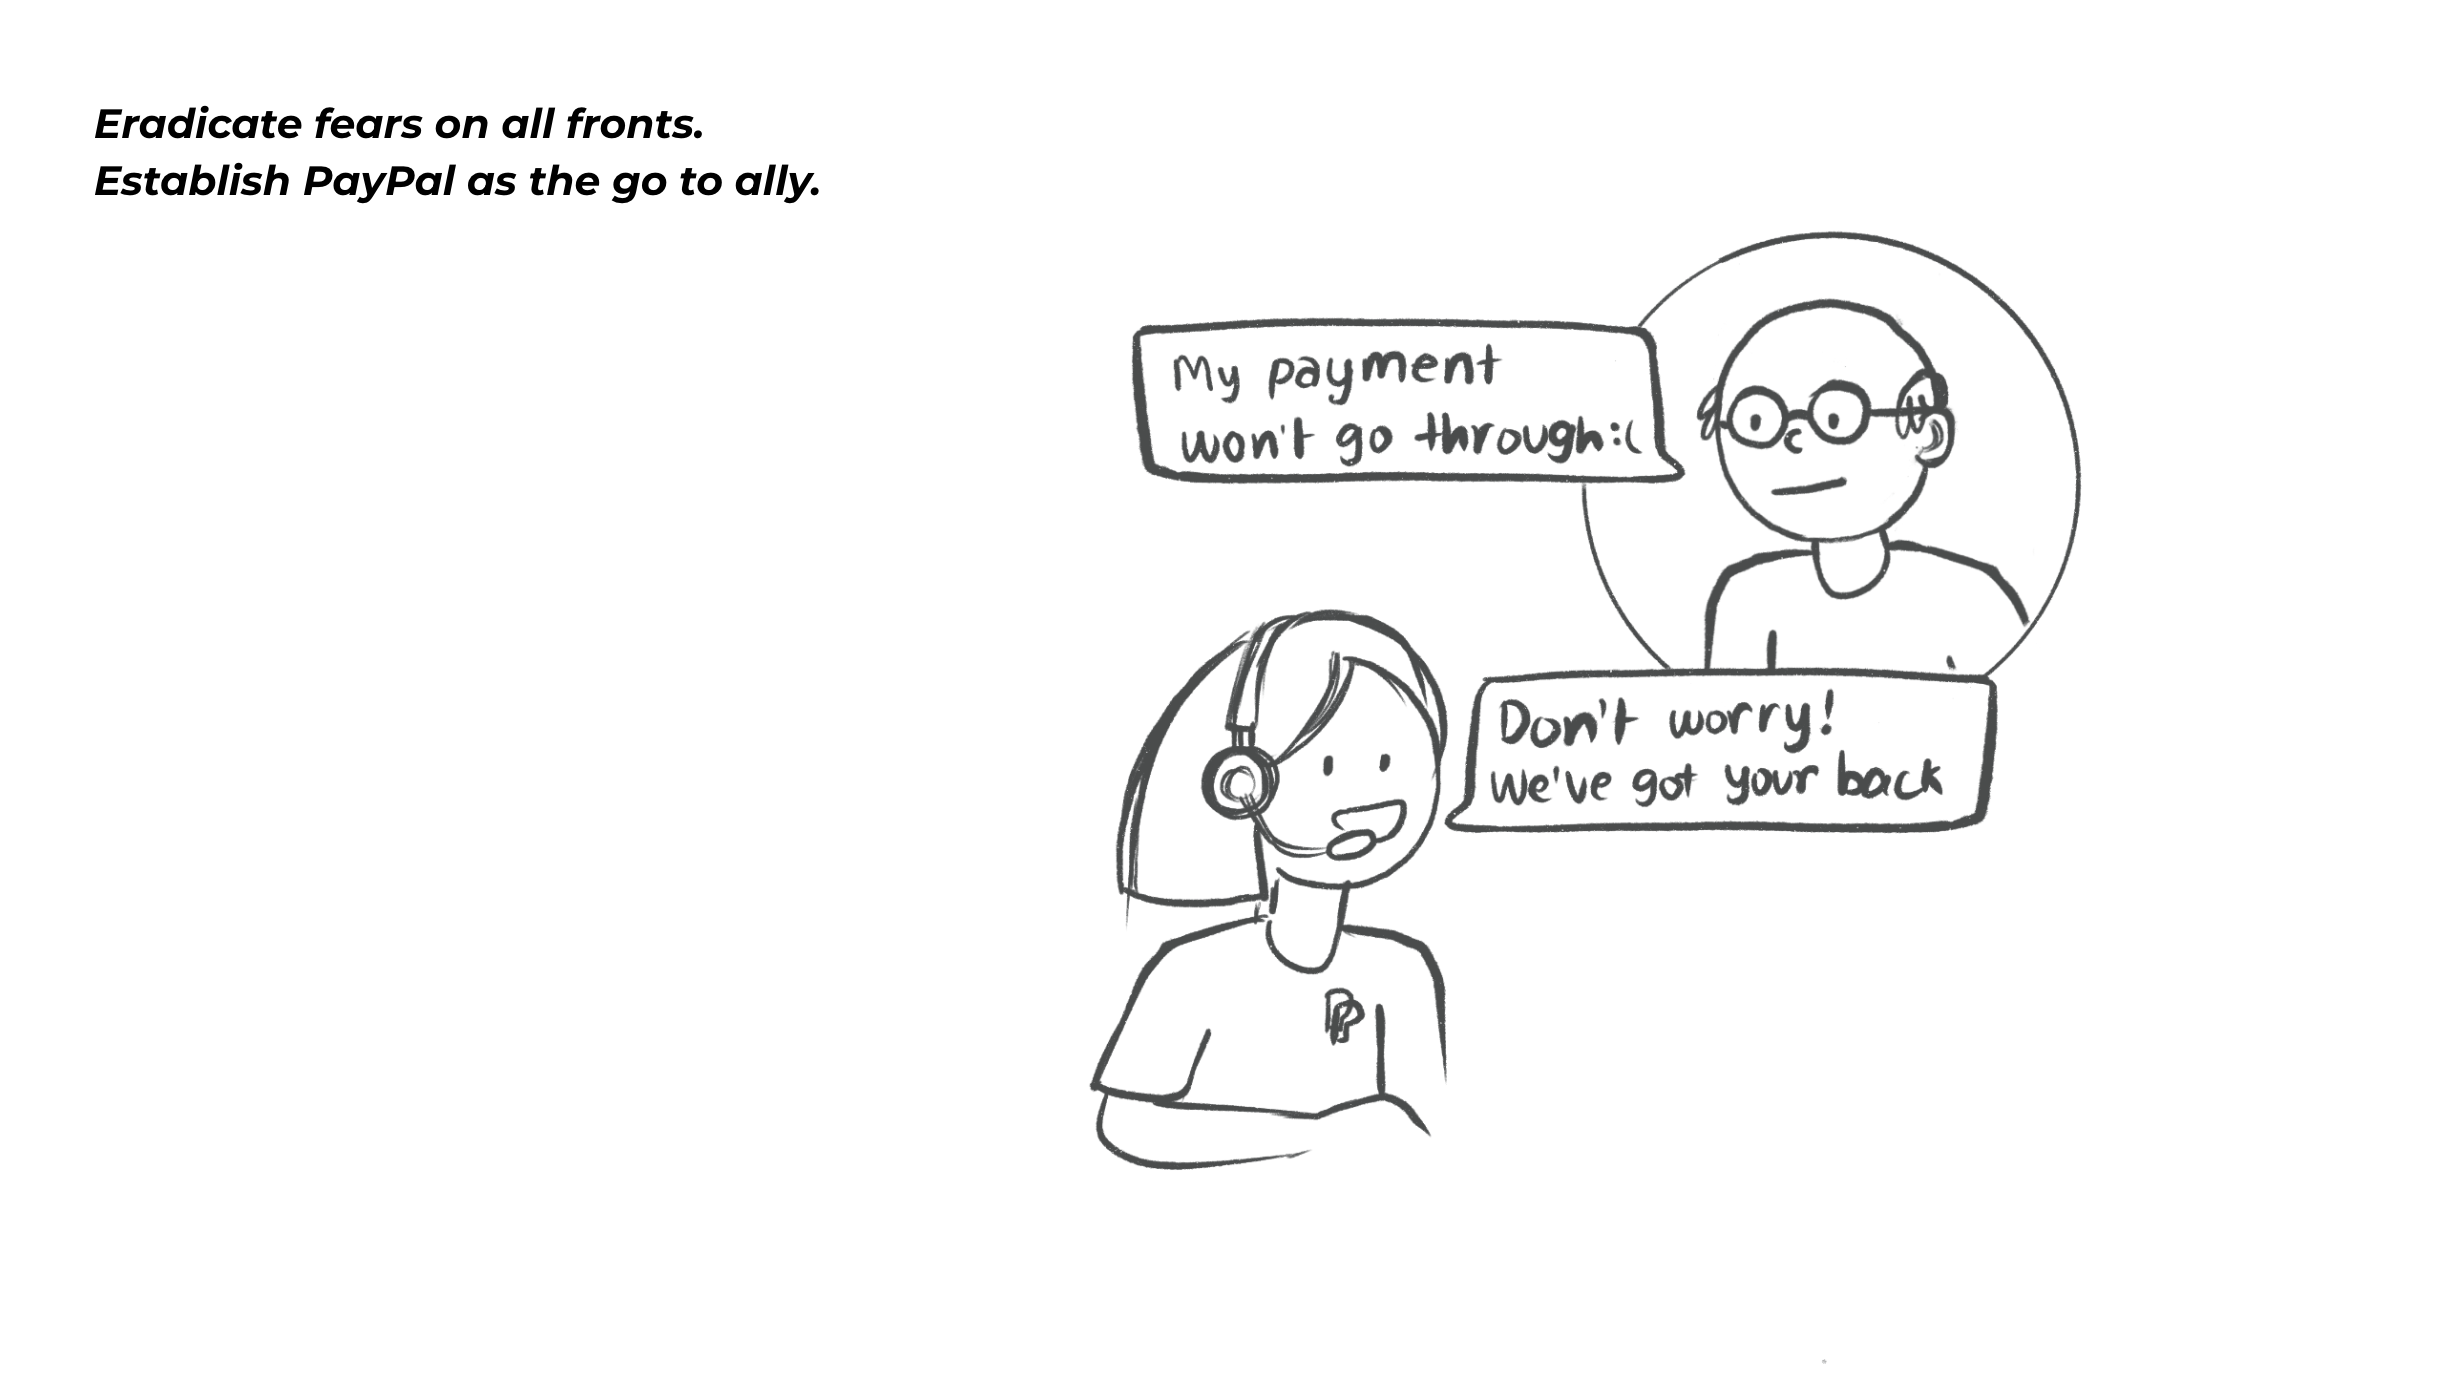 Eradicate fears on all fronts.
Establish PayPal as the go to ally.
My payment
won't go through:(
Don't worry!
We've got your back
PP